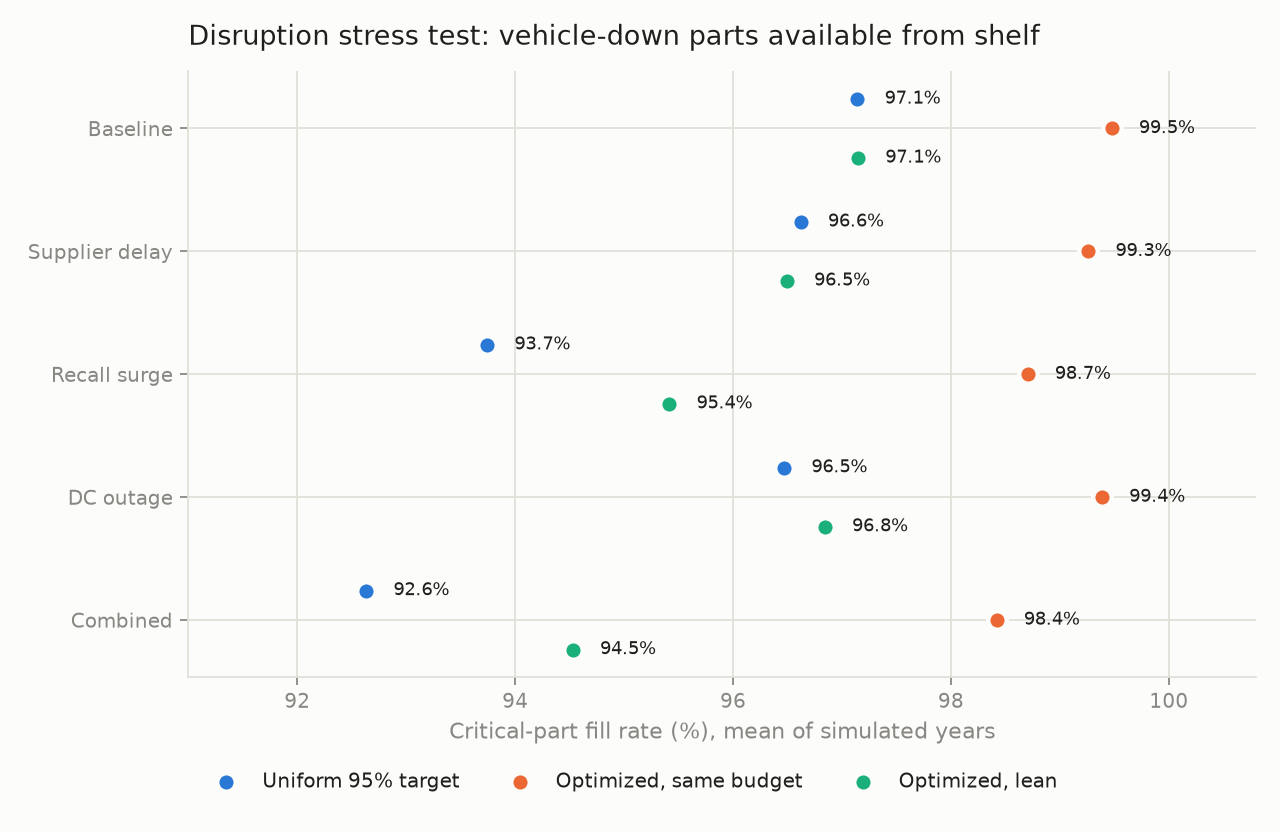 Disruption stress test: vehicle-down parts available from shelf
97.1%
Baseline
99.5%
97.1%
96.6%
Supplier delay
99.3%
96.5%
93.7%
Recall surge
98.7%
95.4%
96.5%
DC outage
99.4%
96.8%
92.6%
Combined
98.4%
94.5%
92 94 96 98 100
Critical-part fill rate (%), mean of simulated years
Uniform 95% target Optimized, same budget Optimized, lean